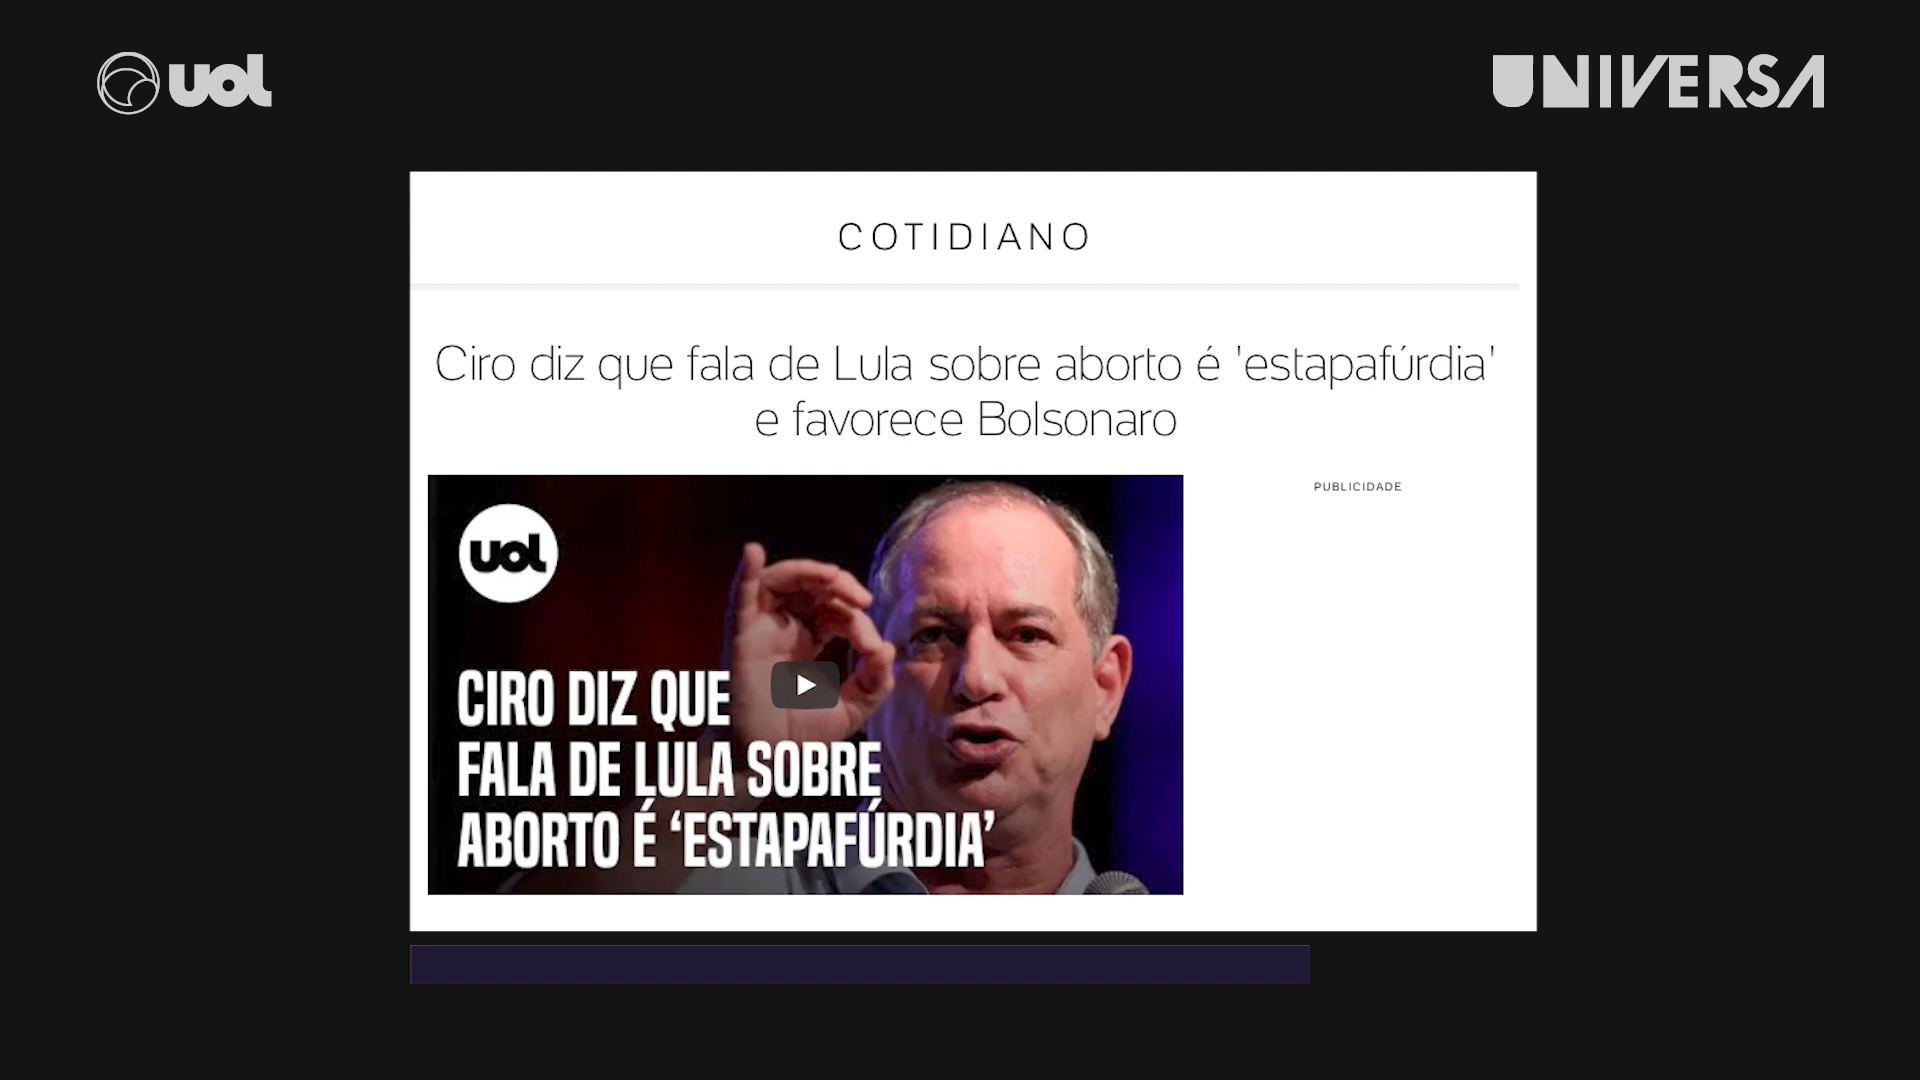 uol
UNIVERSA
COTIDIANO
Ciro diz que fala de Lula sobre aborto é 'estapafúrdia'
e favorece Bolsonaro
PUBLICIDADE
uol
CIRO DIZ QUE
FALA DE LULA SOBRE
ABORTO É ‘ESTAPAFÚRDIA’